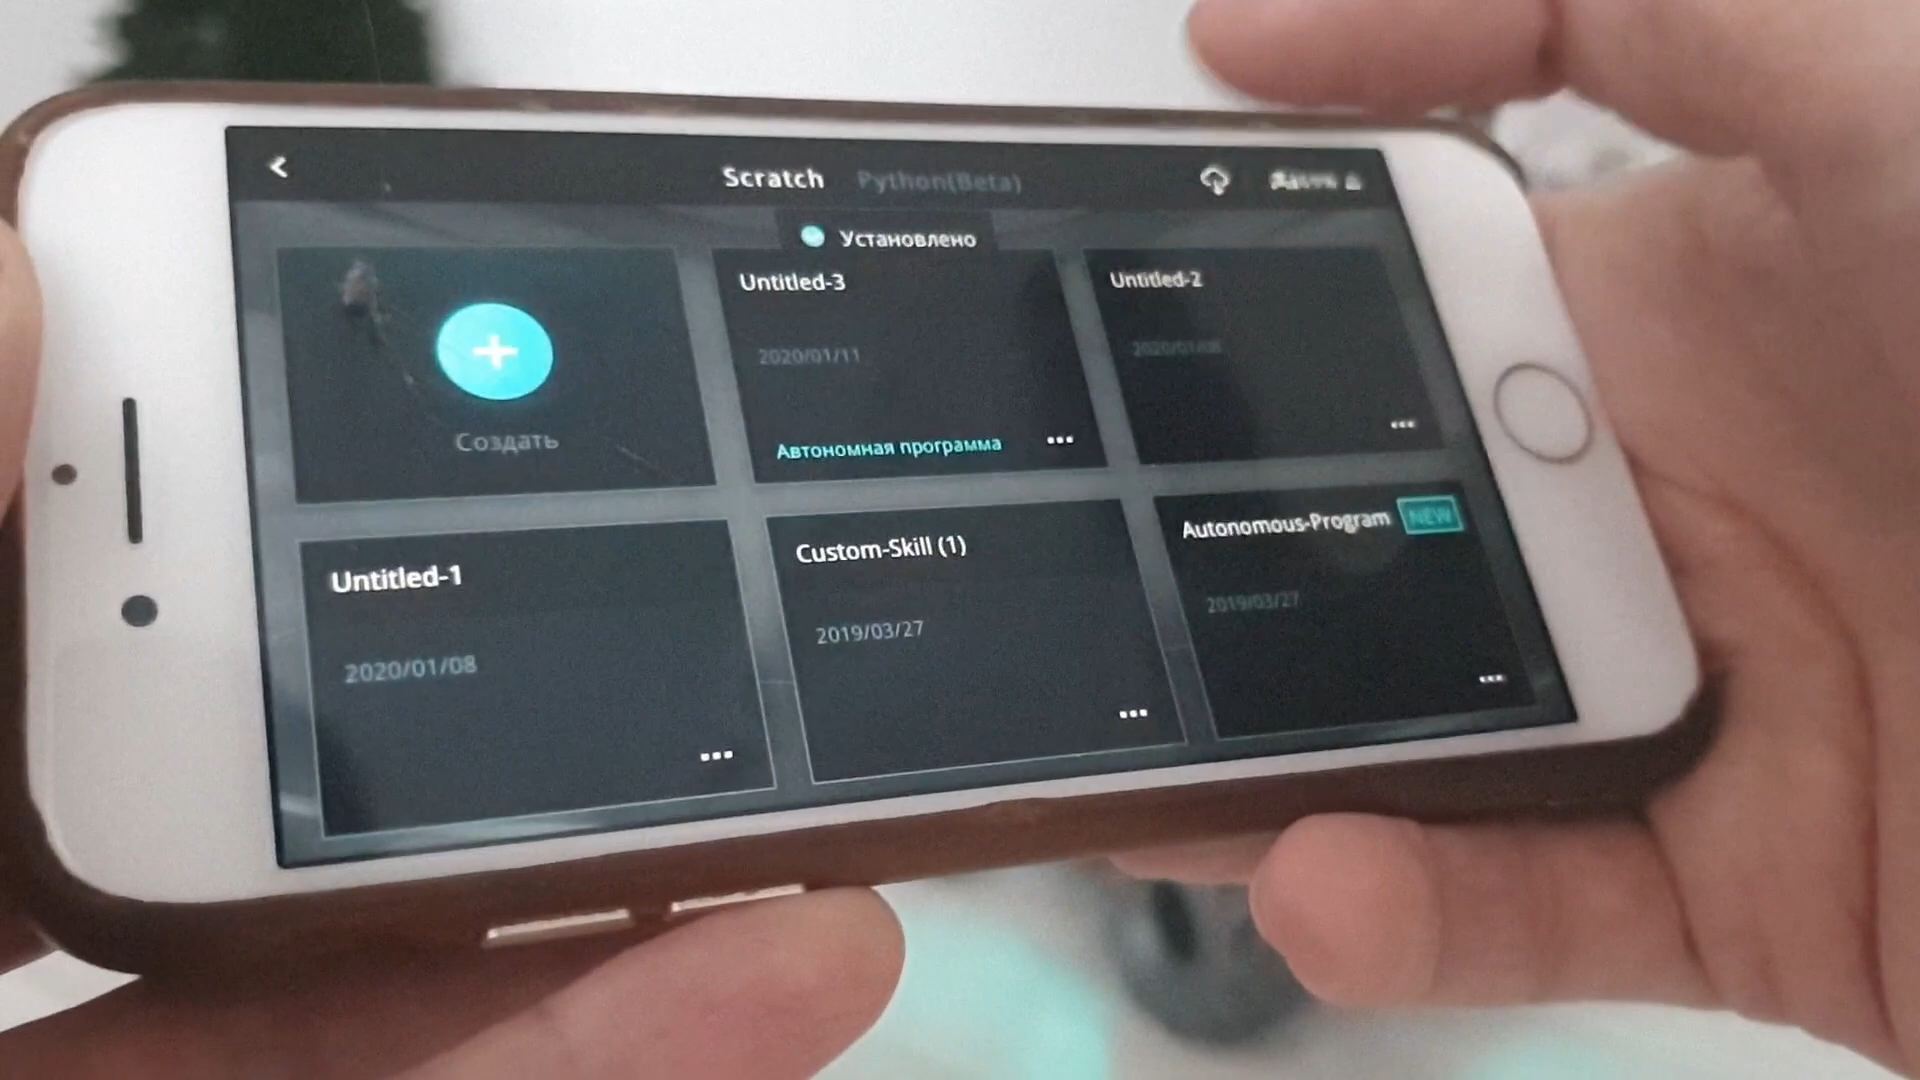 Scratch Python(Beta)
Установлено
Создать
Untitled-3
2020/01/11
Автономная программа
Untitled-2
Untitled-1
2020/01/08
Custom-Skill (1)
2019/03/27
Autonomous-Program NEW
2019/03/27